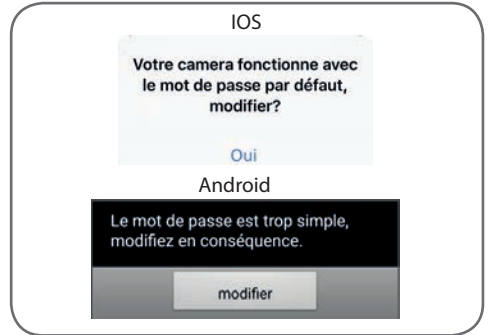 IOS
Votre camera fonctionne avec
le mot de passe par défaut,
modifier?
Oui
Android
Le mot de passe est trop simple,
modifiez en conséquence.
modifier